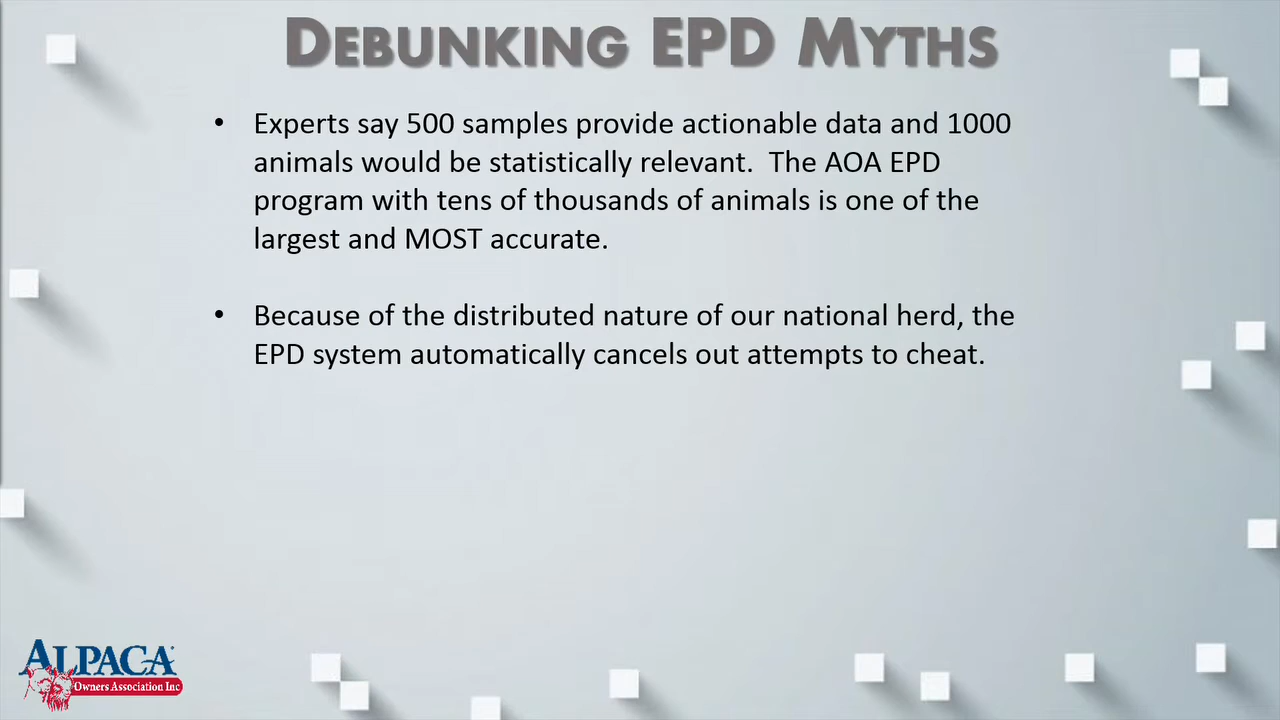 DEBUNKING EPD MYTHS
• Experts say 500 samples provide actionable data and 1000
animals would be statistically relevant.  The AOA EPD
program with tens of thousands of animals is one of the
largest and MOST accurate.
• Because of the distributed nature of our national herd, the
EPD system automatically cancels out attempts to cheat.
ALPACA
Owners Association Inc